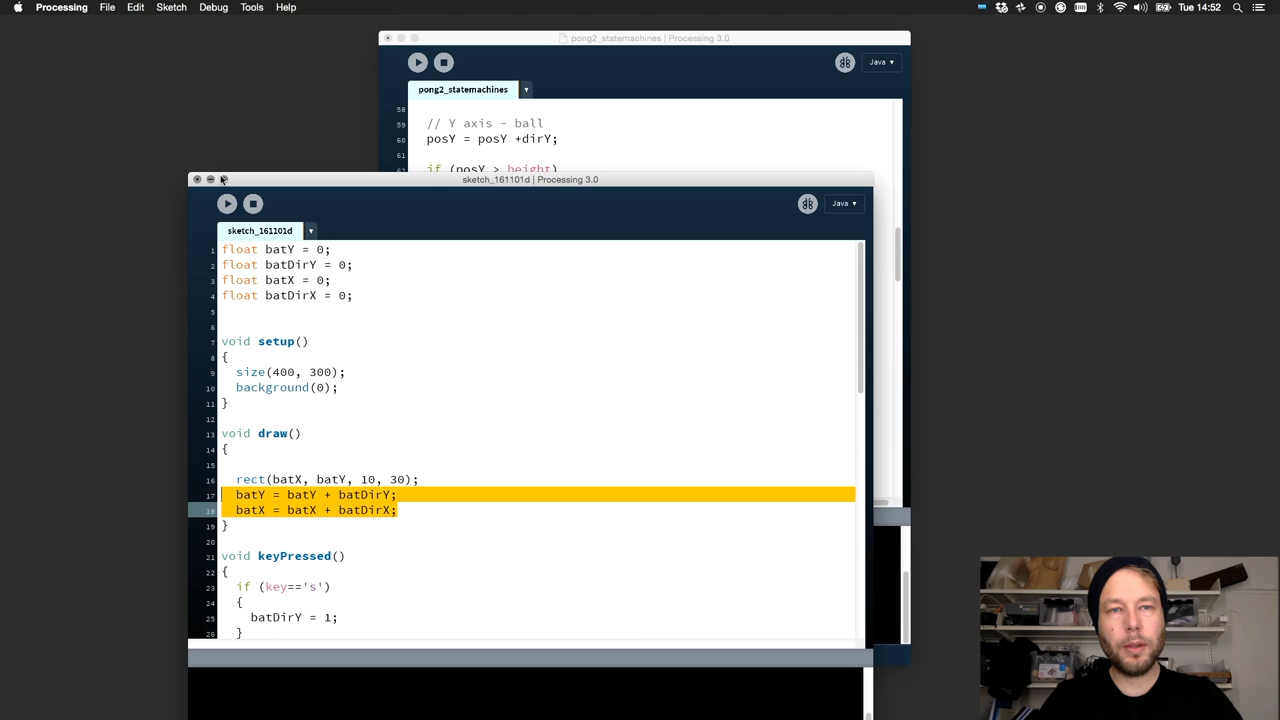 Processing File Edit Sketch Debug Tools Help Tue 14:52
pong2_statemachines | Processing 3.0
Java
pong2_statemachines
58
59 // Y axis - ball
60 posY = posY +dirY;
61
if (posY > height)
sketch_161101d | Processing 3.0
Java
sketch_161101d
1 float batY = 0;
2 float batDirY = 0;
3 float batX = 0;
4 float batDirX = 0;
5
6
7 void setup()
8 {
9 size(400, 300);
10 background(0);
11 }
12
13 void draw()
14 {
15
16 rect(batX, batY, 10, 30);
17 batY = batY + batDirY;
18 batX = batX + batDirX;
19 }
20
21 void keyPressed()
22 {
23 if (key=='s')
24 {
25 batDirY = 1;
26 }